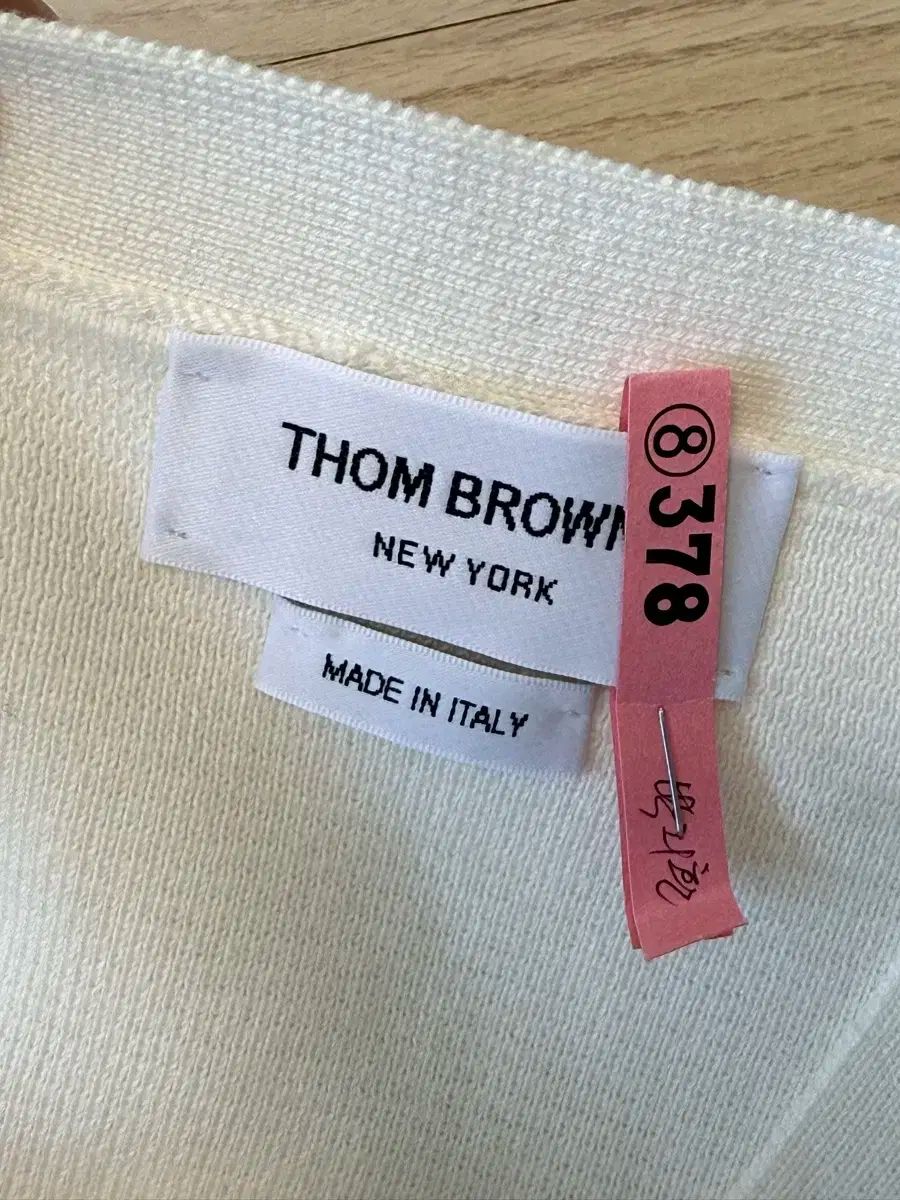 THOM BROWN
NEW YORK
MADE IN ITALY
⑧378